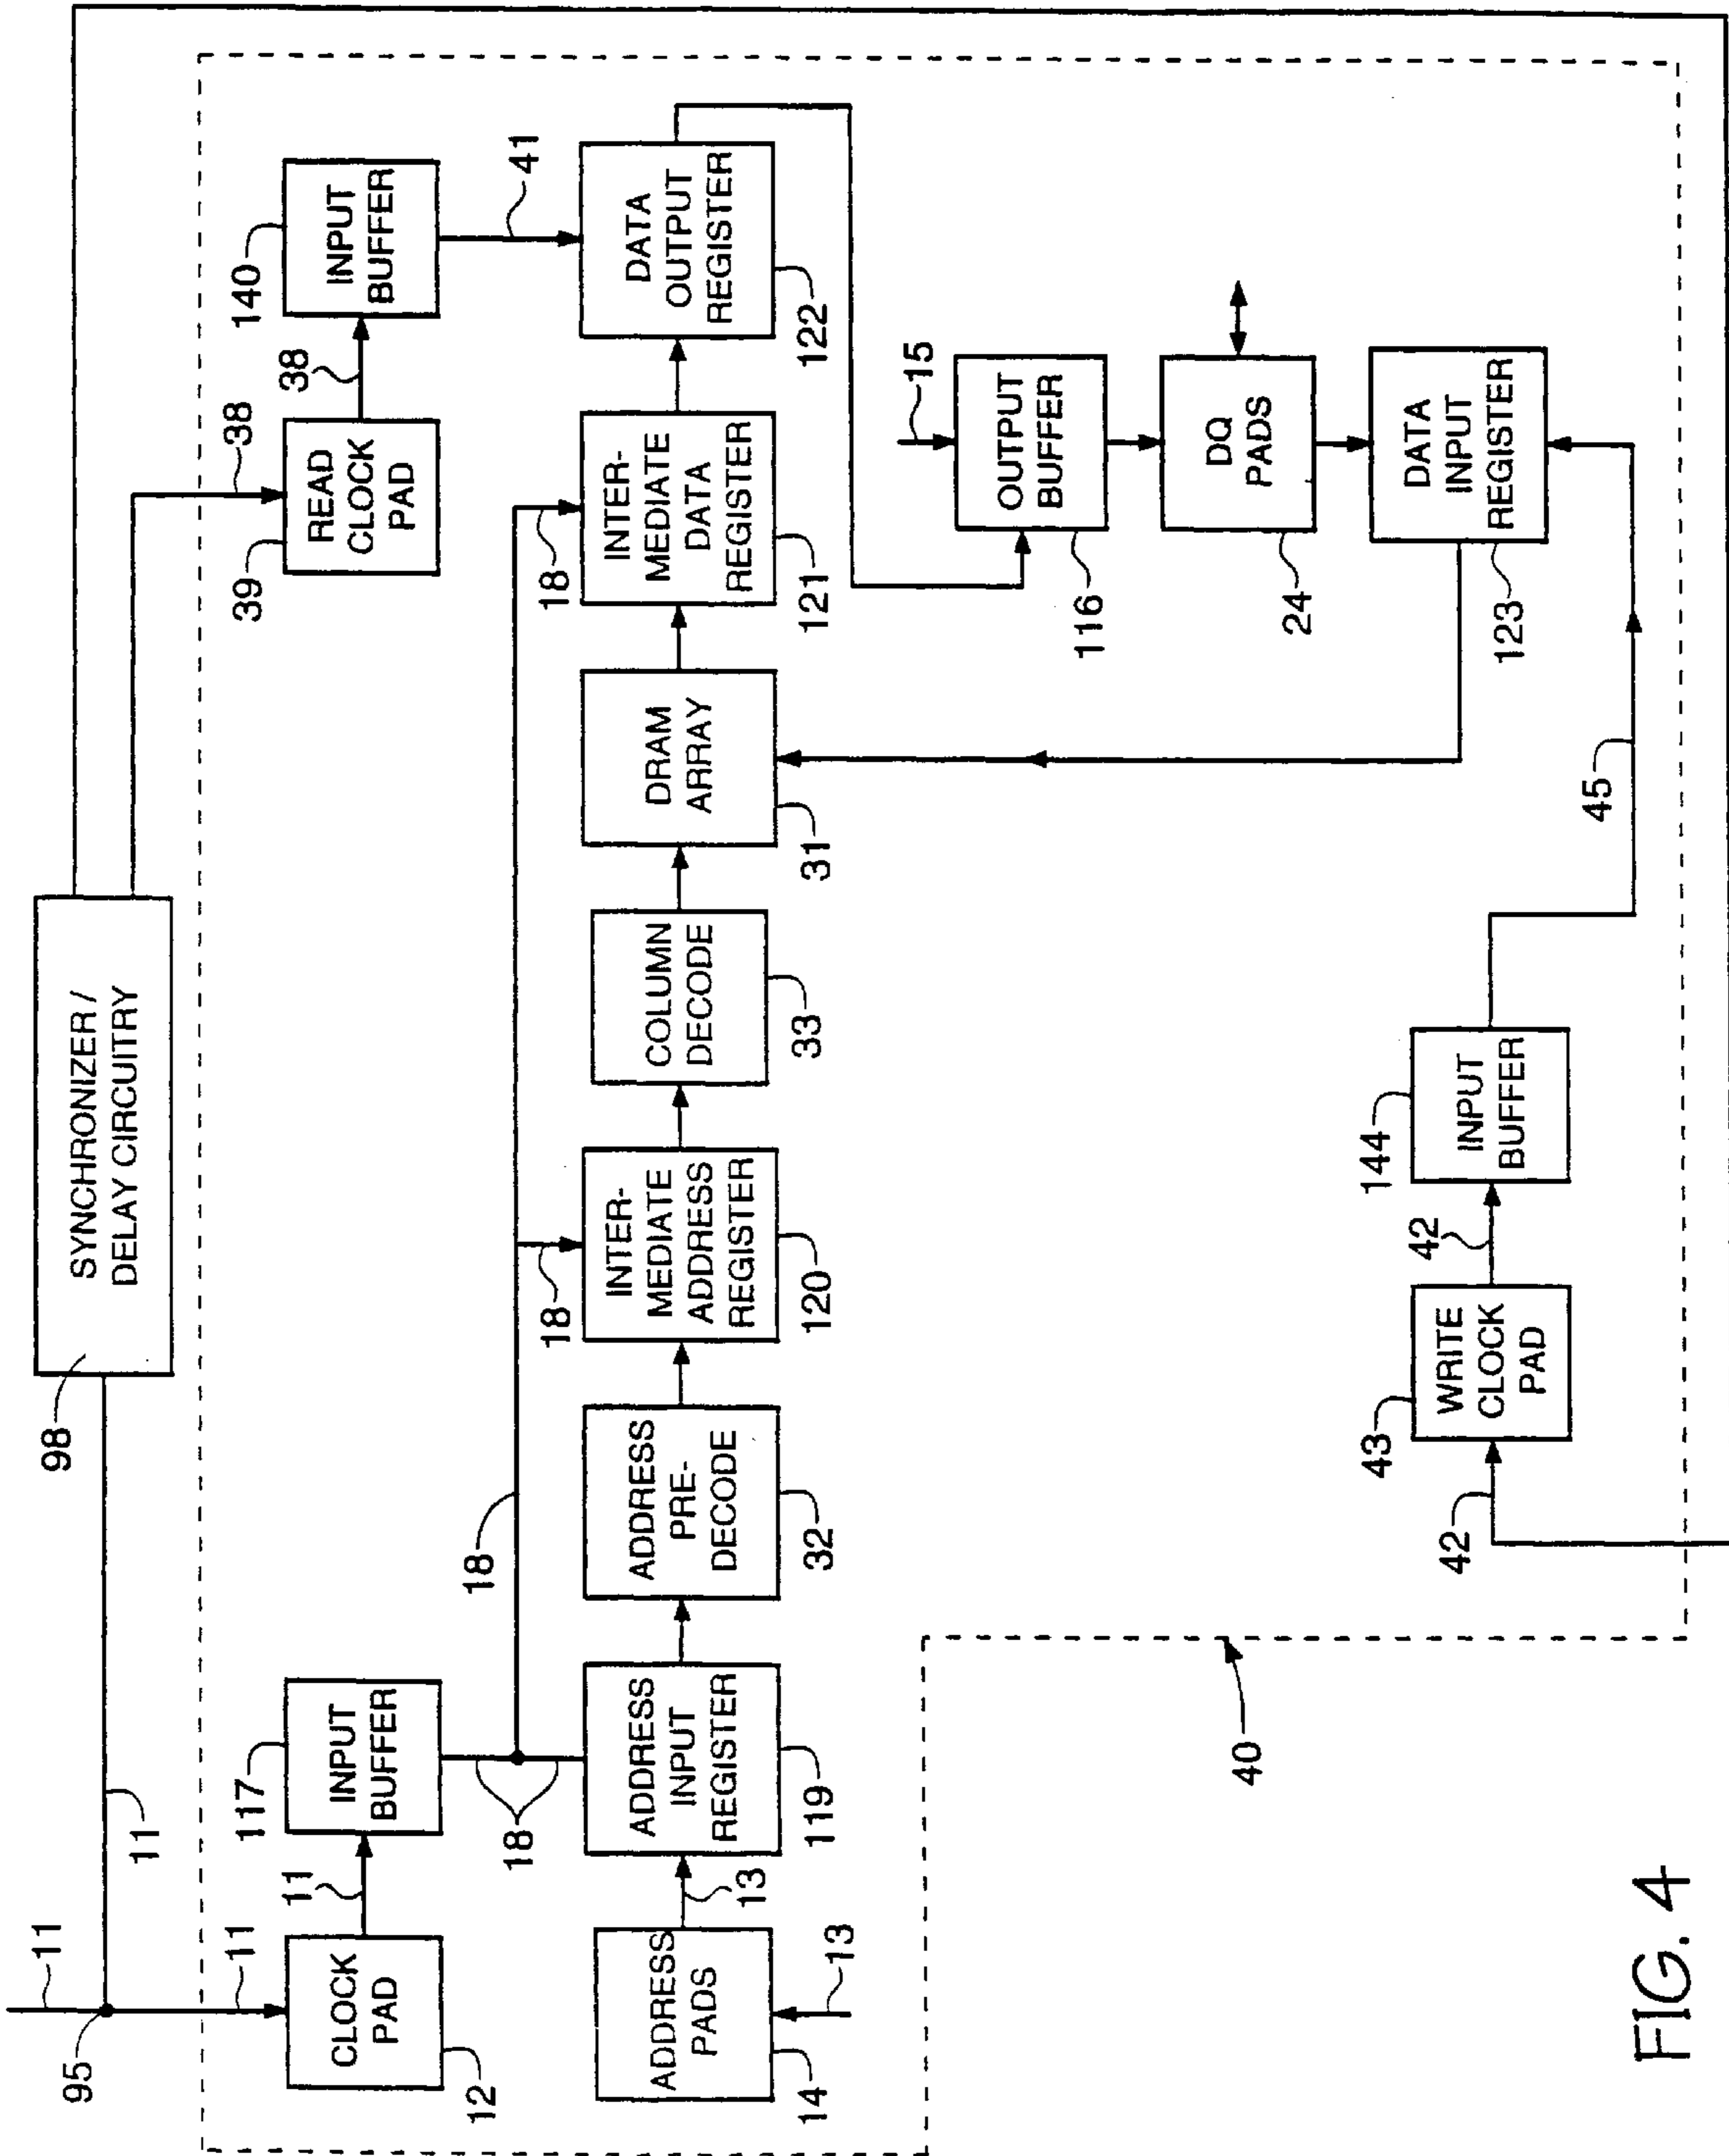 SYNCHRONIZER /
DELAY CIRCUITRY
98
11
95
11
11
CLOCK
PAD
12
11
117
INPUT
BUFFER
18
18
18
18
39
READ
CLOCK
PAD
38
38
140
INPUT
BUFFER
41
ADDRESS
PADS
14
13
13
ADDRESS
INPUT
REGISTER
119
ADDRESS
PRE-
DECODE
32
INTER-
MEDIATE
ADDRESS
REGISTER
120
COLUMN
DECODE
33
DRAM
ARRAY
31
INTER-
MEDIATE
DATA
REGISTER
121
DATA
OUTPUT
REGISTER
122
15
OUTPUT
BUFFER
116
DQ
PADS
24
DATA
INPUT
REGISTER
123
45
42
43
WRITE
CLOCK
PAD
42
144
INPUT
BUFFER
40
FIG. 4